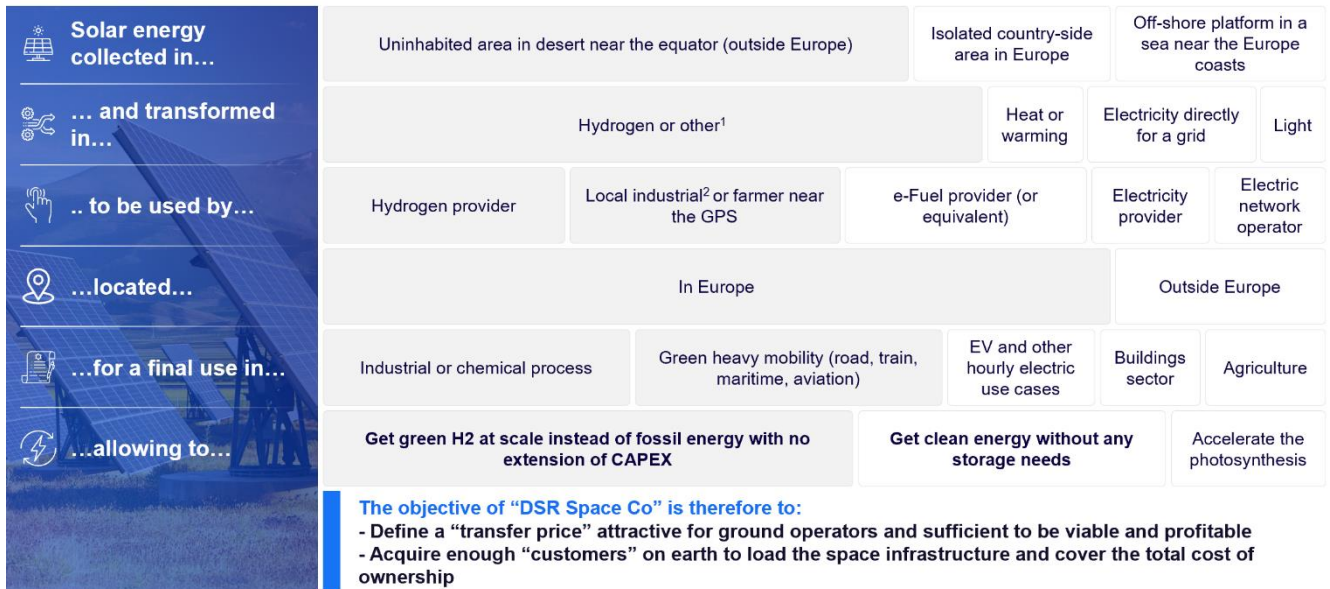 Solar energy
collected in…
Uninhabited area in desert near the equator (outside Europe)
Isolated country-side
area in Europe
Off-shore platform in a
sea near the Europe
coasts
… and transformed
in…
Hydrogen or other¹
Heat or
warming
Electricity directly
for a grid
Light
.. to be used by…
Hydrogen provider
Local industrial² or farmer near
the GPS
e-Fuel provider (or
equivalent)
Electricity
provider
Electric
network
operator
…located…
In Europe
Outside Europe
…for a final use in…
Industrial or chemical process
Green heavy mobility (road, train,
maritime, aviation)
EV and other
hourly electric
use cases
Buildings
sector
Agriculture
…allowing to…
Get green H2 at scale instead of fossil energy with no
extension of CAPEX
Get clean energy without any
storage needs
Accelerate the
photosynthesis
The objective of “DSR Space Co” is therefore to:
- Define a “transfer price” attractive for ground operators and sufficient to be viable and profitable
- Acquire enough “customers” on earth to load the space infrastructure and cover the total cost of
ownership